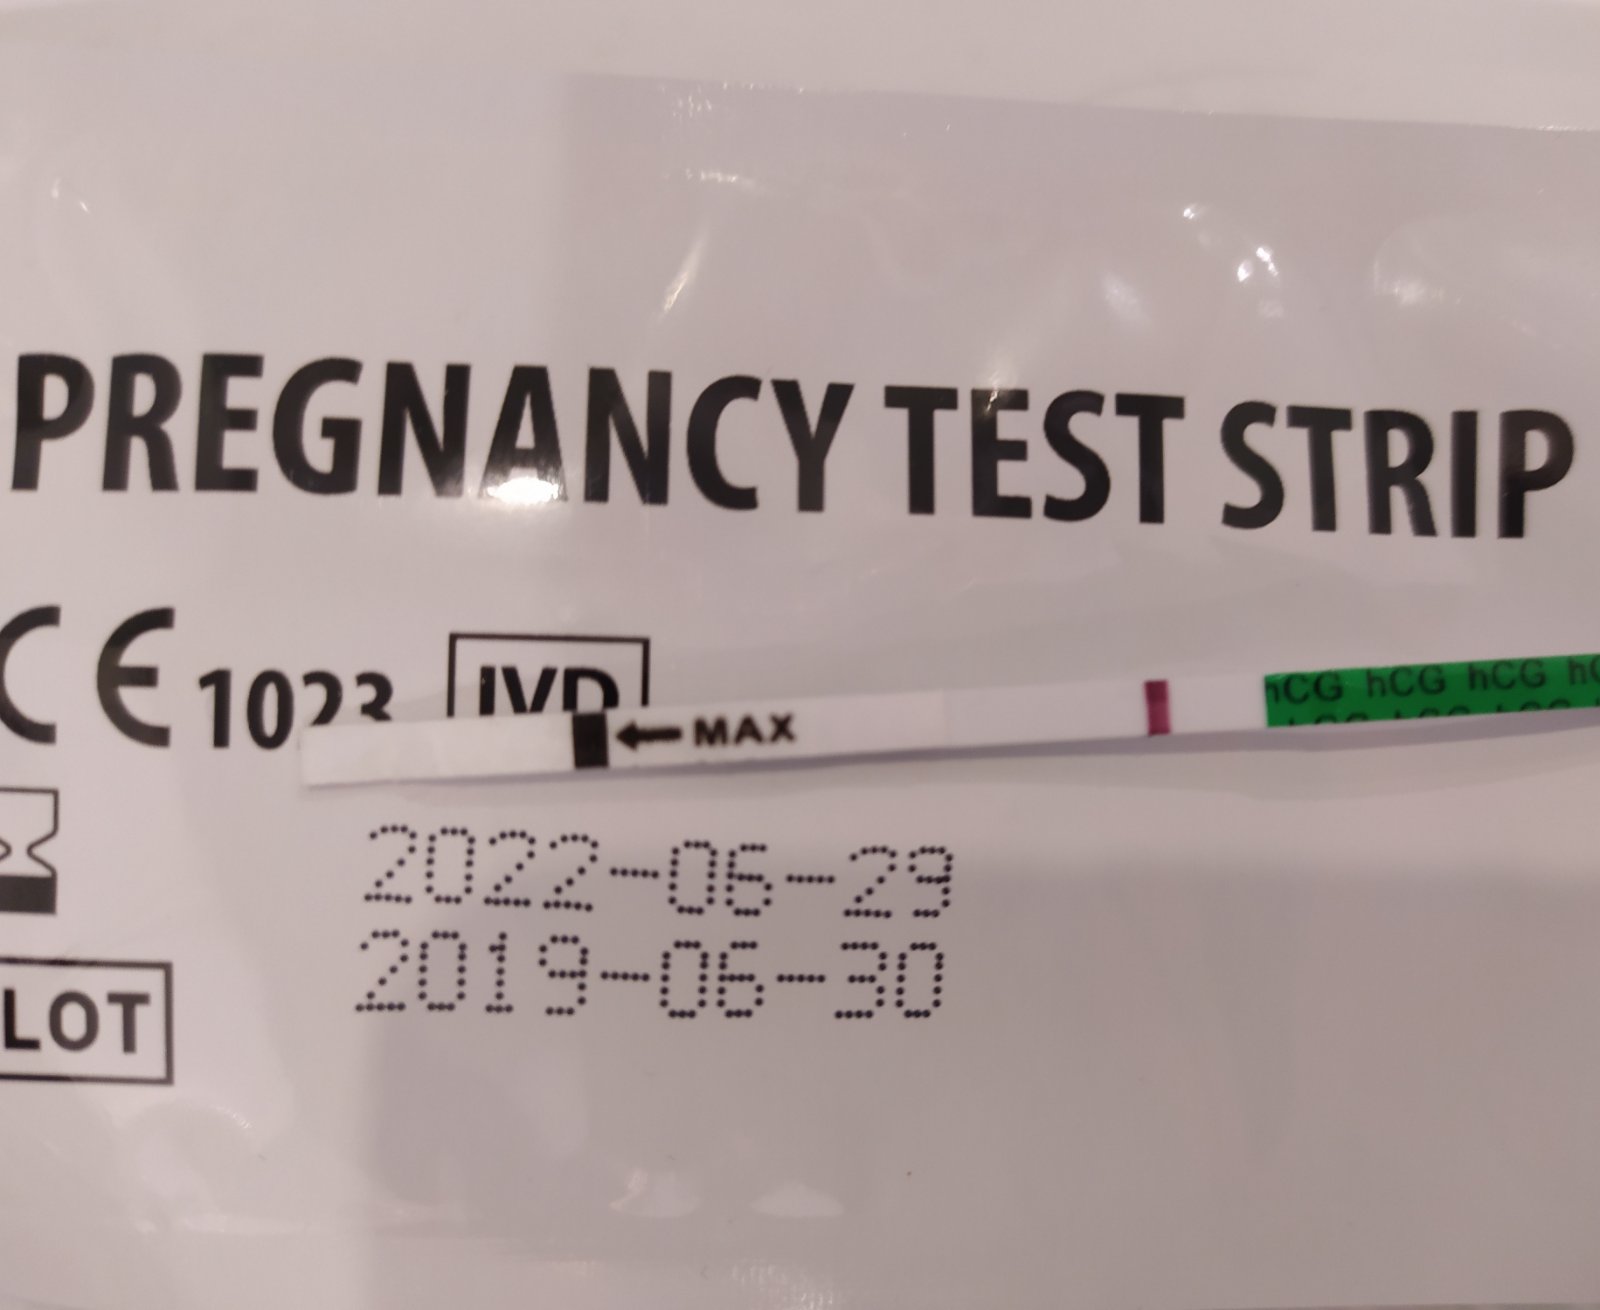 PREGNANCY TEST STRIP
CE 1023 IVD
MAX
hCG hCG hCG
2022-06-29
2019-06-30
LOT